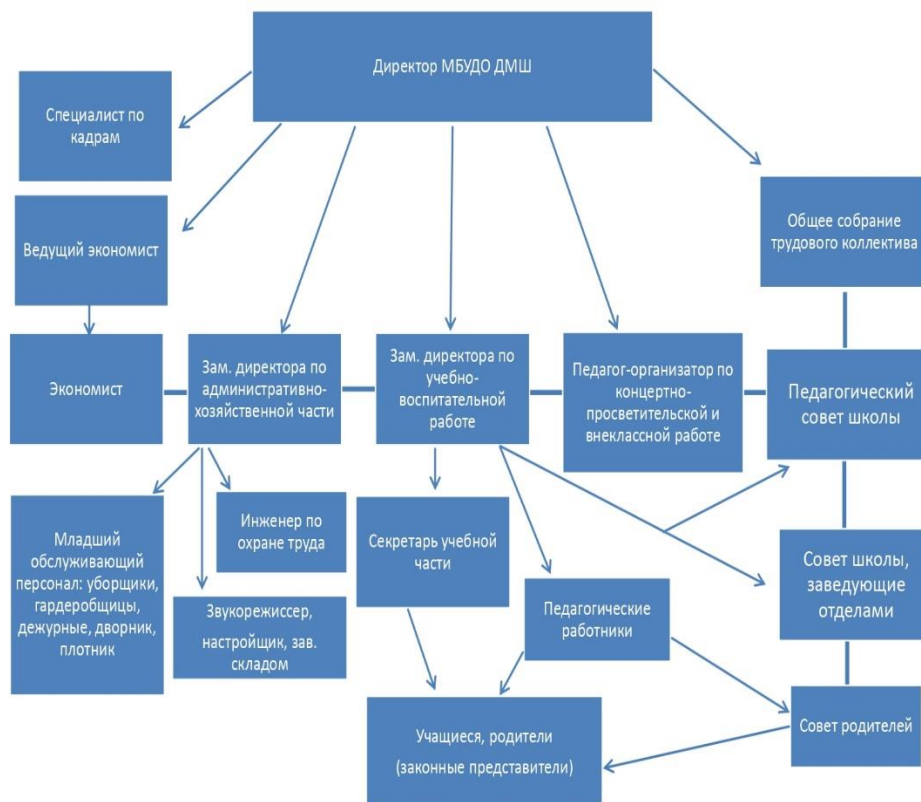 Директор МБУДО ДМШ
Специалист по
кадрам
Ведущий экономист
Общее собрание
трудового коллектива
Экономист
Зам. директора по
административно-
хозяйственной части
Зам. директора по
учебно-
воспитательной
работе
Педагог-организатор по
концертно-
просветительской и
внеклассной работе
Педагогический
совет школы
Младший
обслуживающий
персонал: уборщики,
гардеробщицы,
дежурные, дворник,
плотник
Инженер по
охране труда
Звукорежиссер,
настройщик, зав.
складом
Секретарь учебной
части
Педагогические
работники
Совет школы,
заведующие
отделами
Учащиеся, родители
(законные представители)
Совет родителей